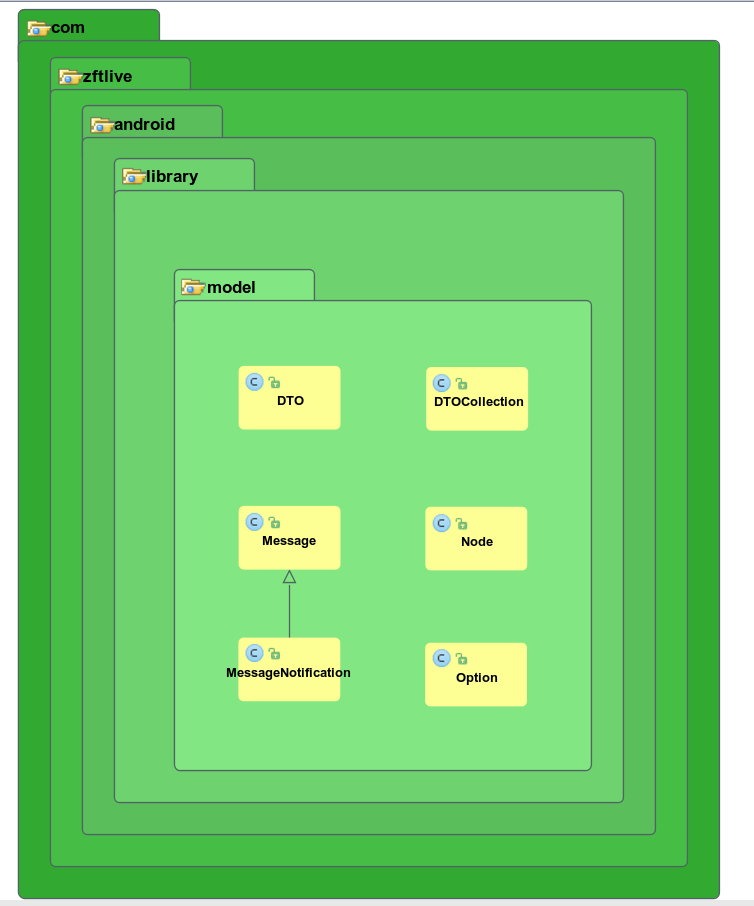 com
zftlive
android
library
model
C
DTO
C
DTOCollection
C
Message
C
Node
C
MessageNotification
C
Option